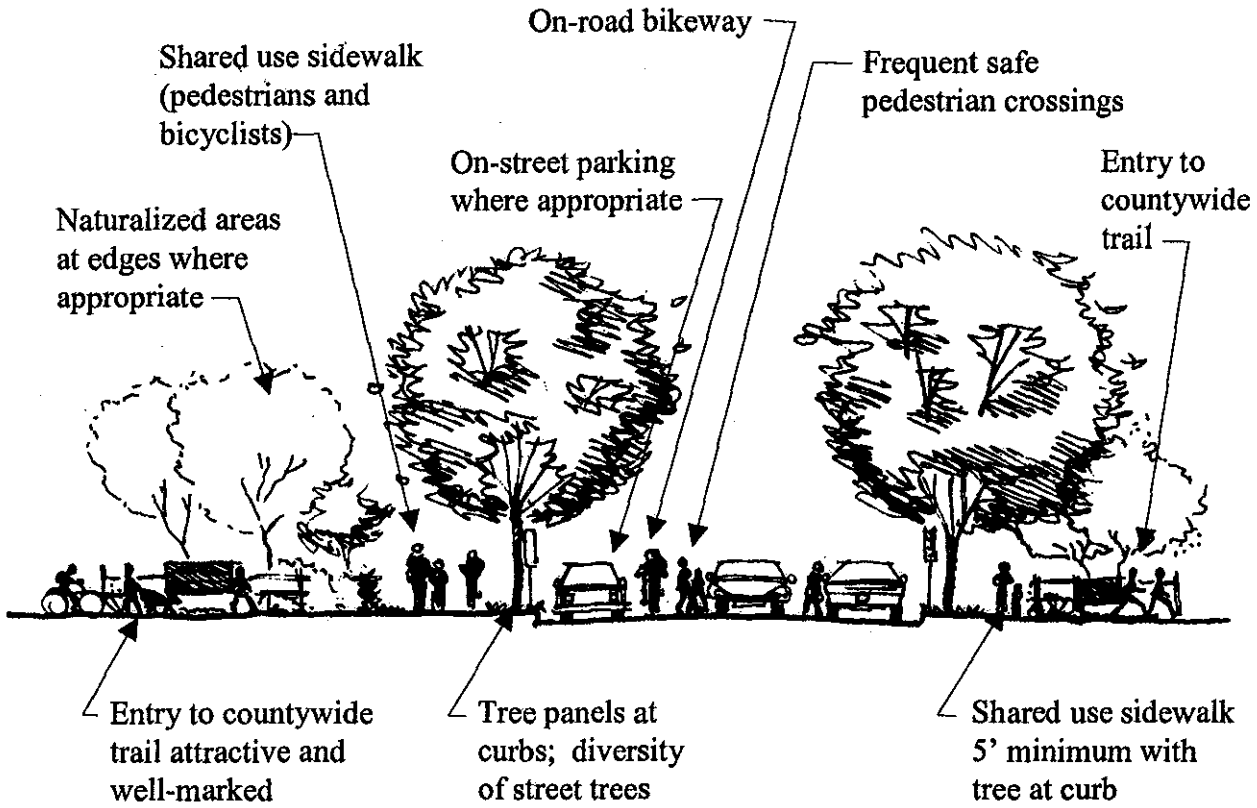 On-road bikeway
Shared use sidewalk
(pedestrians and
bicyclists)
Frequent safe
pedestrian crossings
On-street parking
where appropriate
Entry to
countywide
trail
Naturalized areas
at edges where
appropriate
Entry to countywide
trail attractive and
well-marked
Tree panels at
curbs; diversity
of street trees
Shared use sidewalk
5' minimum with
tree at curb